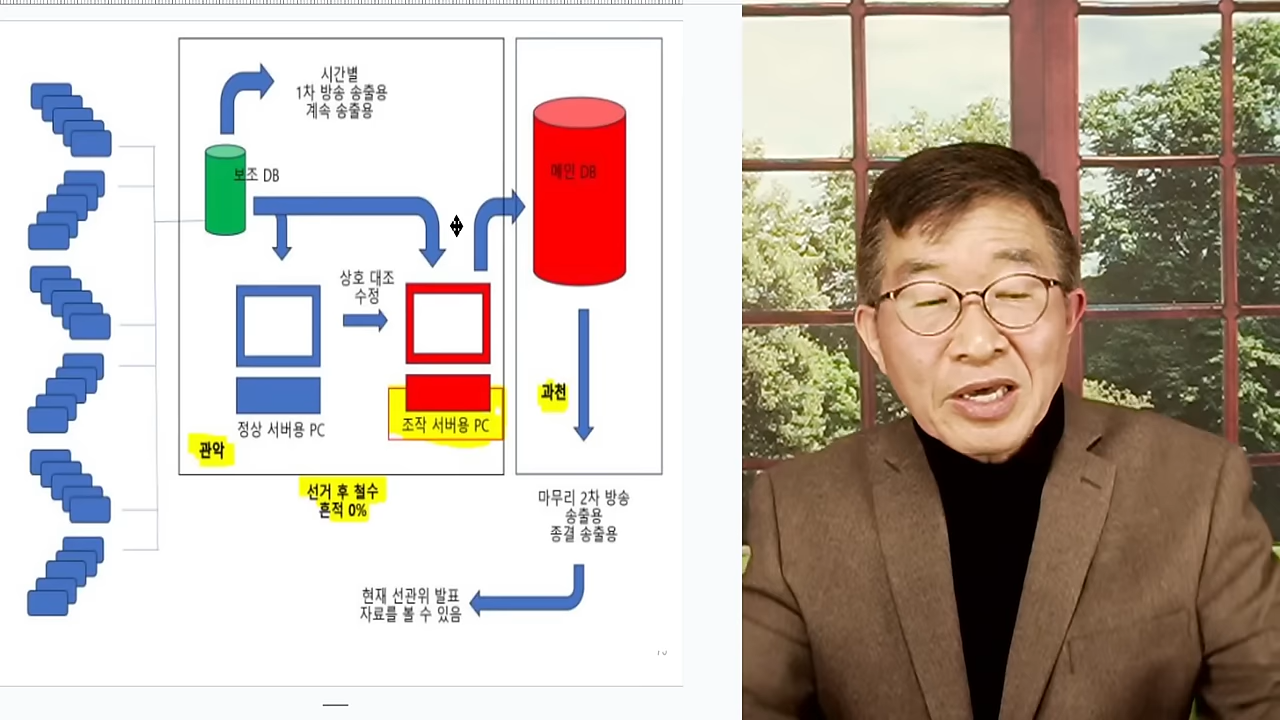 시간별
1차 방송 송출용
계속 송출용
보조 DB
메인 DB
상호 대조
수정
정상 서버용 PC
조작 서버용 PC
관악
과천
선거 후 철수
흔적 0%
마무리 2차 방송
송출용
종결 송출용
현재 선관위 발표
자료를 볼 수 있음